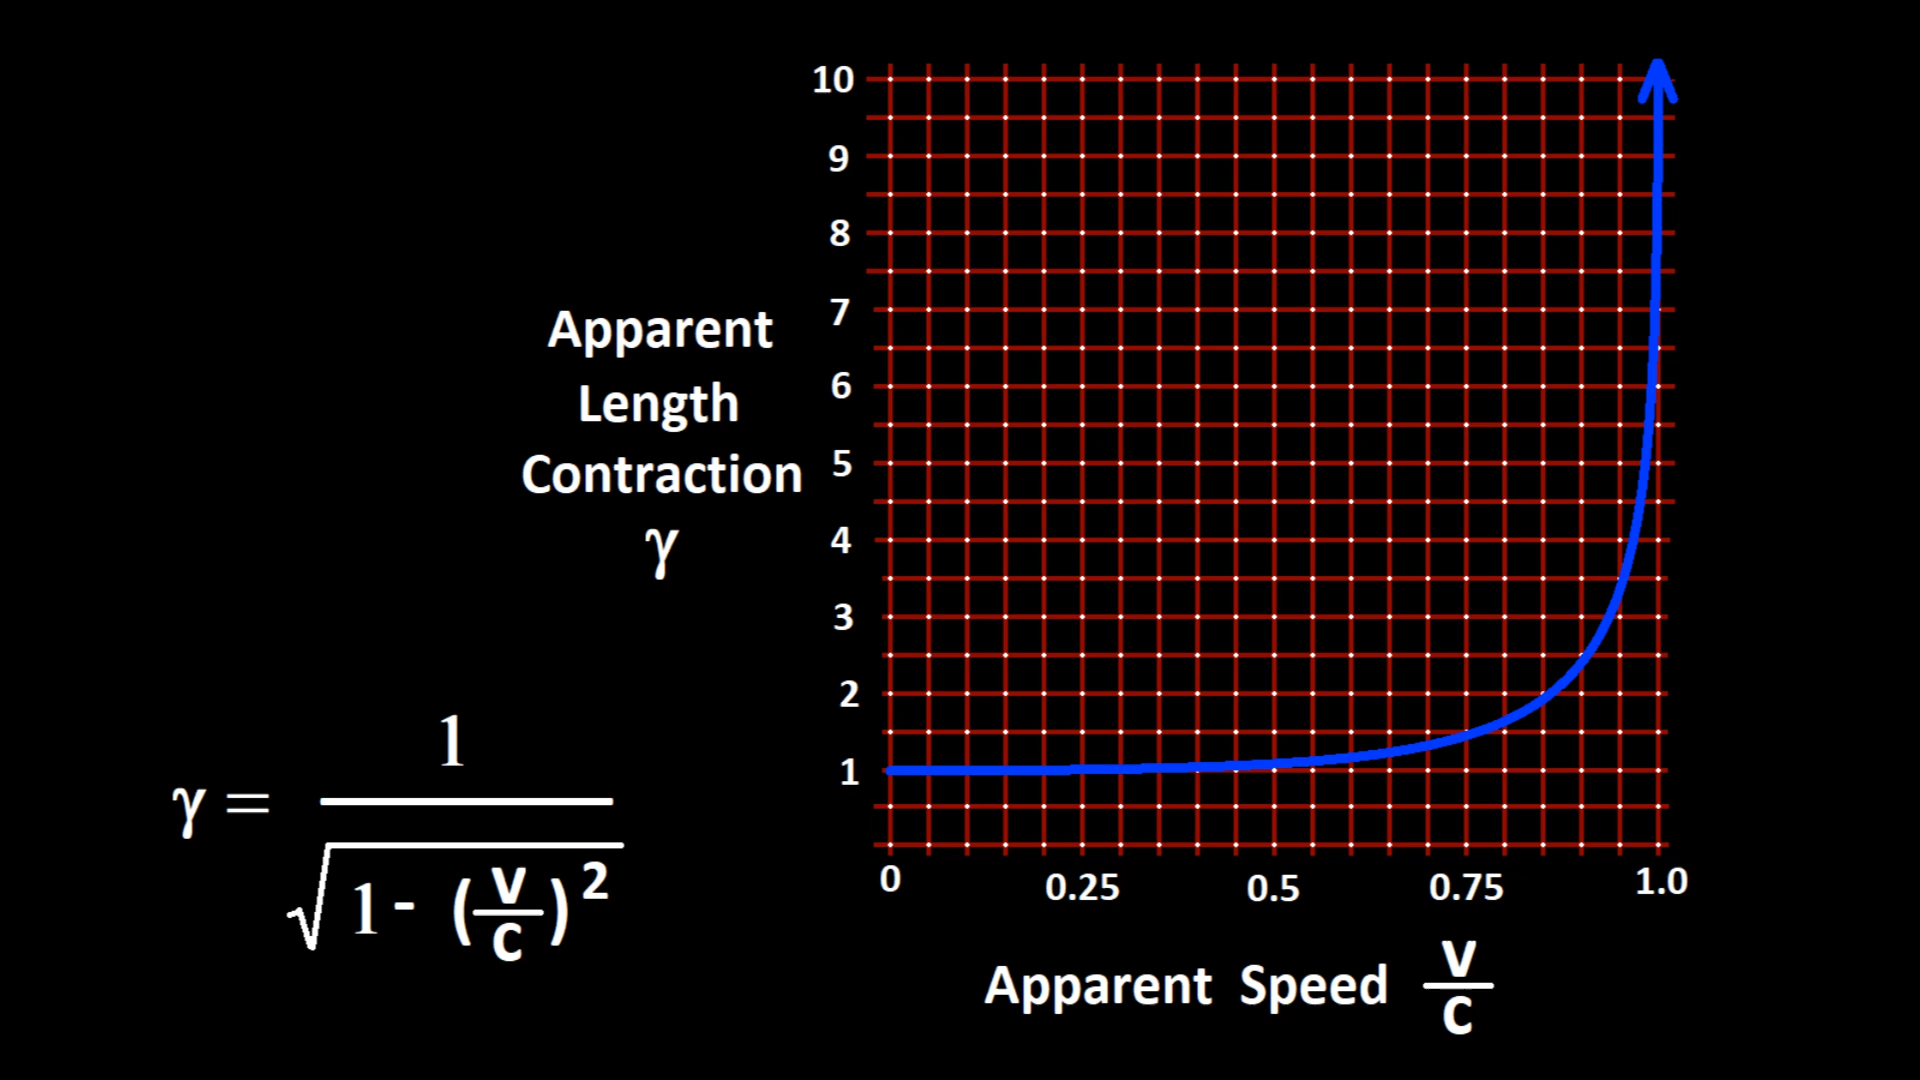 10
9
8
7
6
5
4
3
2
1
Apparent
Length
Contraction
γ
γ = 1
√1 - (v/c)²
0 0.25 0.5 0.75 1.0
Apparent Speed v/c